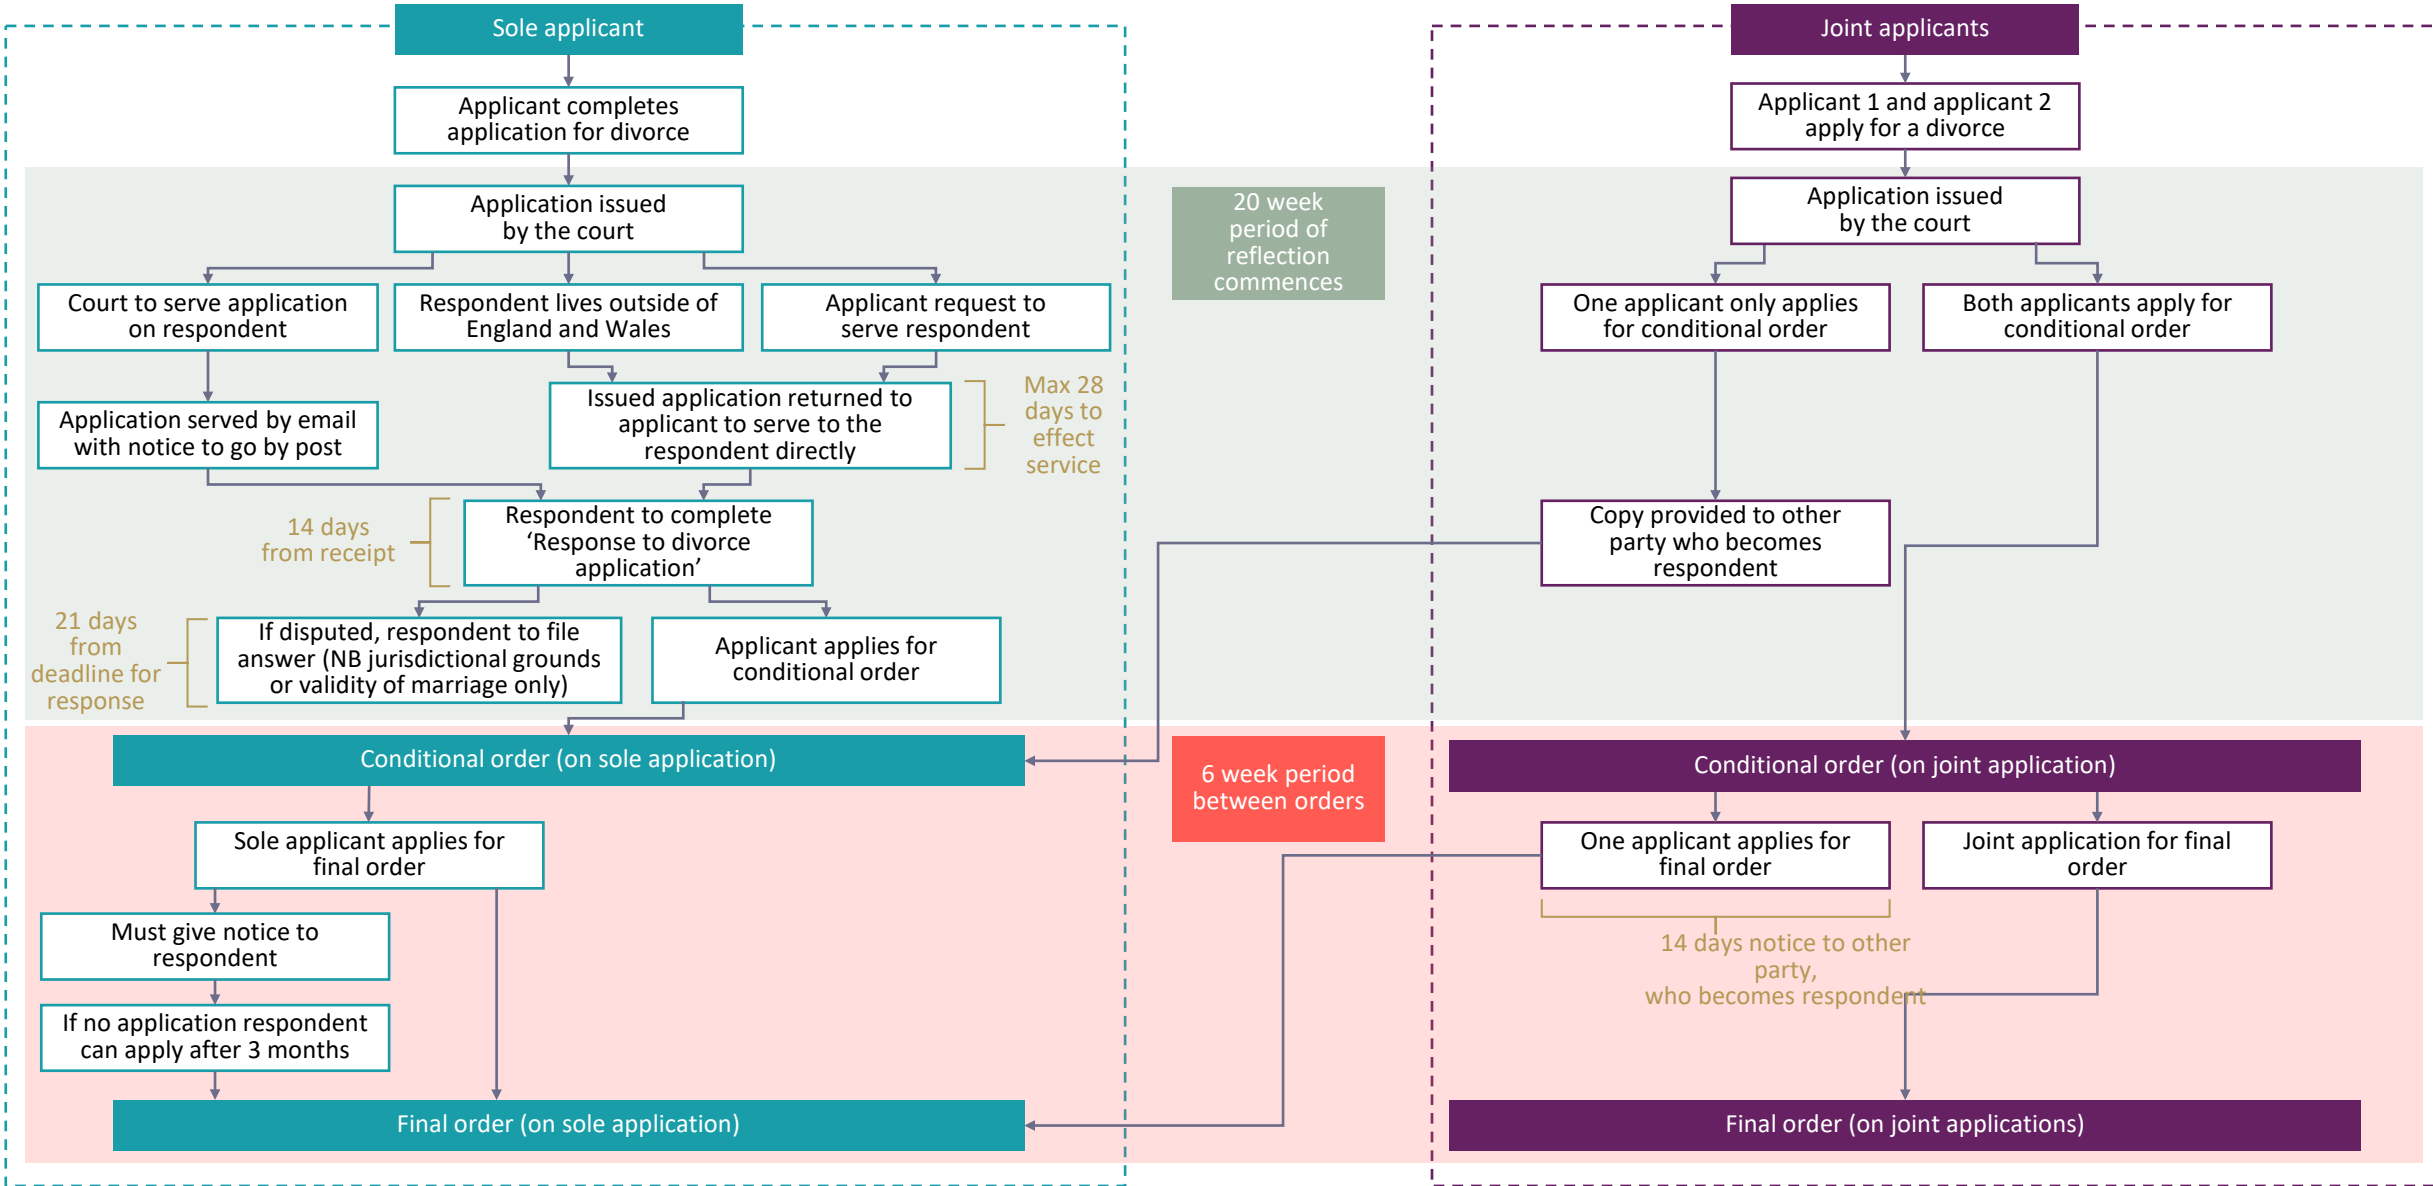 Sole applicant
Joint applicants
Applicant completes
application for divorce
Applicant 1 and applicant 2
apply for a divorce
Application issued
by the court
20 week
period of
reflection
commences
Application issued
by the court
Court to serve application
on respondent
Respondent lives outside of
England and Wales
Applicant request to
serve respondent
One applicant only applies
for conditional order
Both applicants apply for
conditional order
Application served by email
with notice to go by post
Issued application returned to
applicant to serve to the
respondent directly
Max 28
days to
effect
service
14 days
from receipt
Respondent to complete
‘Response to divorce
application’
Copy provided to other
party who becomes
respondent
21 days
from
deadline for
response
If disputed, respondent to file
answer (NB jurisdictional grounds
or validity of marriage only)
Applicant applies for
conditional order
Conditional order (on sole application)
6 week period
between orders
Conditional order (on joint application)
Sole applicant applies for
final order
One applicant applies for
final order
Joint application for final
order
Must give notice to
respondent
14 days notice to other
party,
who becomes respondent
If no application respondent
can apply after 3 months
Final order (on sole application)
Final order (on joint applications)